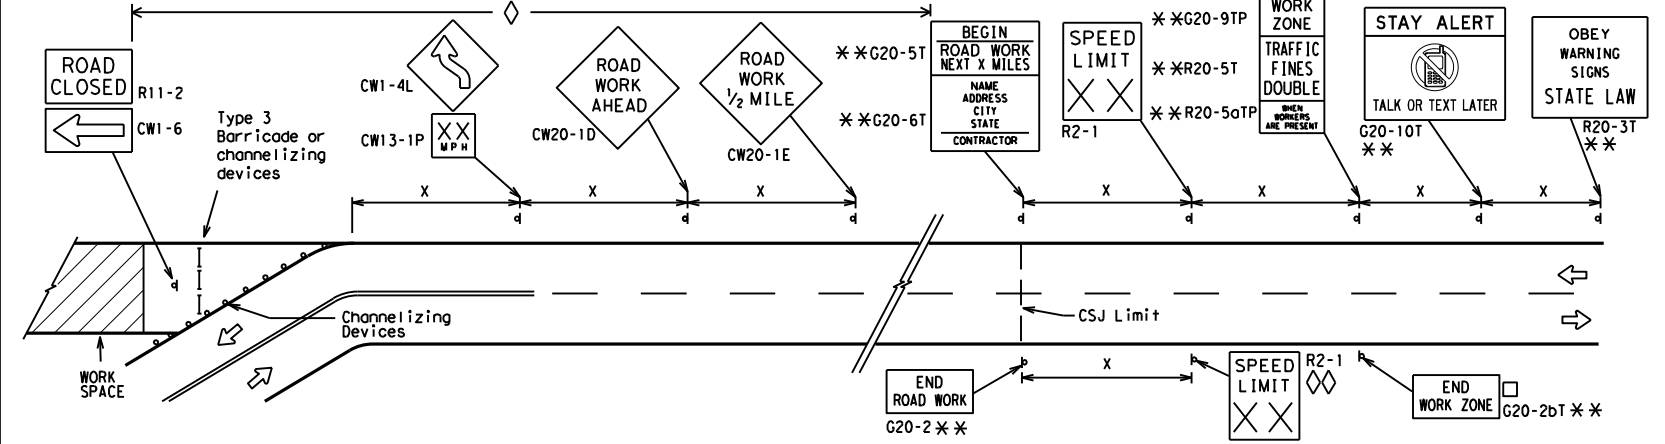 ROAD
CLOSED
R11-2
CW1-6
Type 3
Barricade or
channelizing
devices
CW1-4L
XX
MPH
CW13-1P
ROAD
WORK
AHEAD
CW20-1D
ROAD
WORK
1/2 MILE
CW20-1E
**G20-5T
**G20-6T
BEGIN
ROAD WORK
NEXT X MILES
NAME
ADDRESS
CITY
STATE
CONTRACTOR
SPEED
LIMIT
XX
R2-1
**G20-9TP
**R20-5T
**R20-5aTP
WORK
ZONE
TRAFFIC
FINES
DOUBLE
WHEN
WORKERS
ARE PRESENT
STAY ALERT
TALK OR TEXT LATER
G20-10T
**
OBEY
WARNING
SIGNS
STATE LAW
R20-3T
**
X
X
X
X
X
X
X
Channelizing
Devices
CSJ Limit
WORK
SPACE
END
ROAD WORK
G20-2**
X
SPEED
LIMIT
XX
R2-1
END
WORK ZONE
G20-2bT**